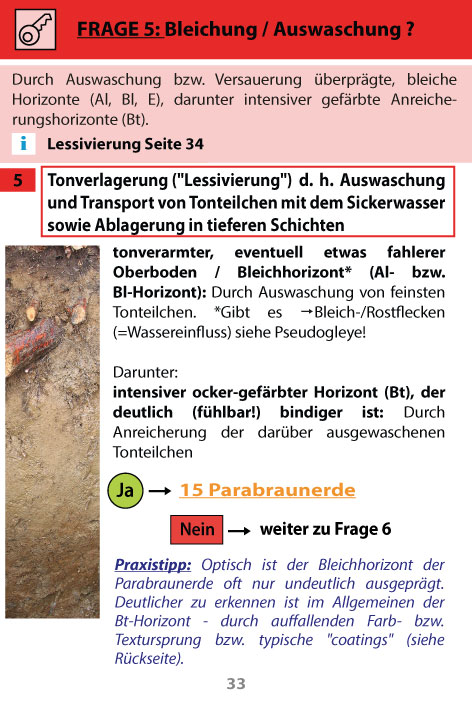 FRAGE 5: Bleichung / Auswaschung ?
Durch Auswaschung bzw. Versauerung überprägte, bleiche
Horizonte (Al, Bl, E), darunter intensiver gefärbte Anreiche-
rungshorizonte (Bt).
i Lessivierung Seite 34
5 Tonverlagerung ("Lessivierung") d. h. Auswaschung
und Transport von Tonteilchen mit dem Sickerwasser
sowie Ablagerung in tieferen Schichten
tonverarmter, eventuell etwas fahlerer
Oberboden / Bleichhorizont* (Al- bzw.
Bl-Horizont): Durch Auswaschung von feinsten
Tonteilchen. *Gibt es →Bleich-/Rostflecken
(=Wassereinfluss) siehe Pseudogleye!
Darunter:
intensiver ocker-gefärbter Horizont (Bt), der
deutlich (fühlbar!) bindiger ist: Durch
Anreicherung der darüber ausgewaschenen
Tonteilchen
Ja → 15 Parabraunerde
Nein → weiter zu Frage 6
Praxistipp: Optisch ist der Bleichhorizont der
Parabraunerde oft nur undeutlich ausgeprägt.
Deutlicher zu erkennen ist im Allgemeinen der
Bt-Horizont - durch auffallenden Farb- bzw.
Textursprung bzw. typische "coatings" (siehe
Rückseite).
33